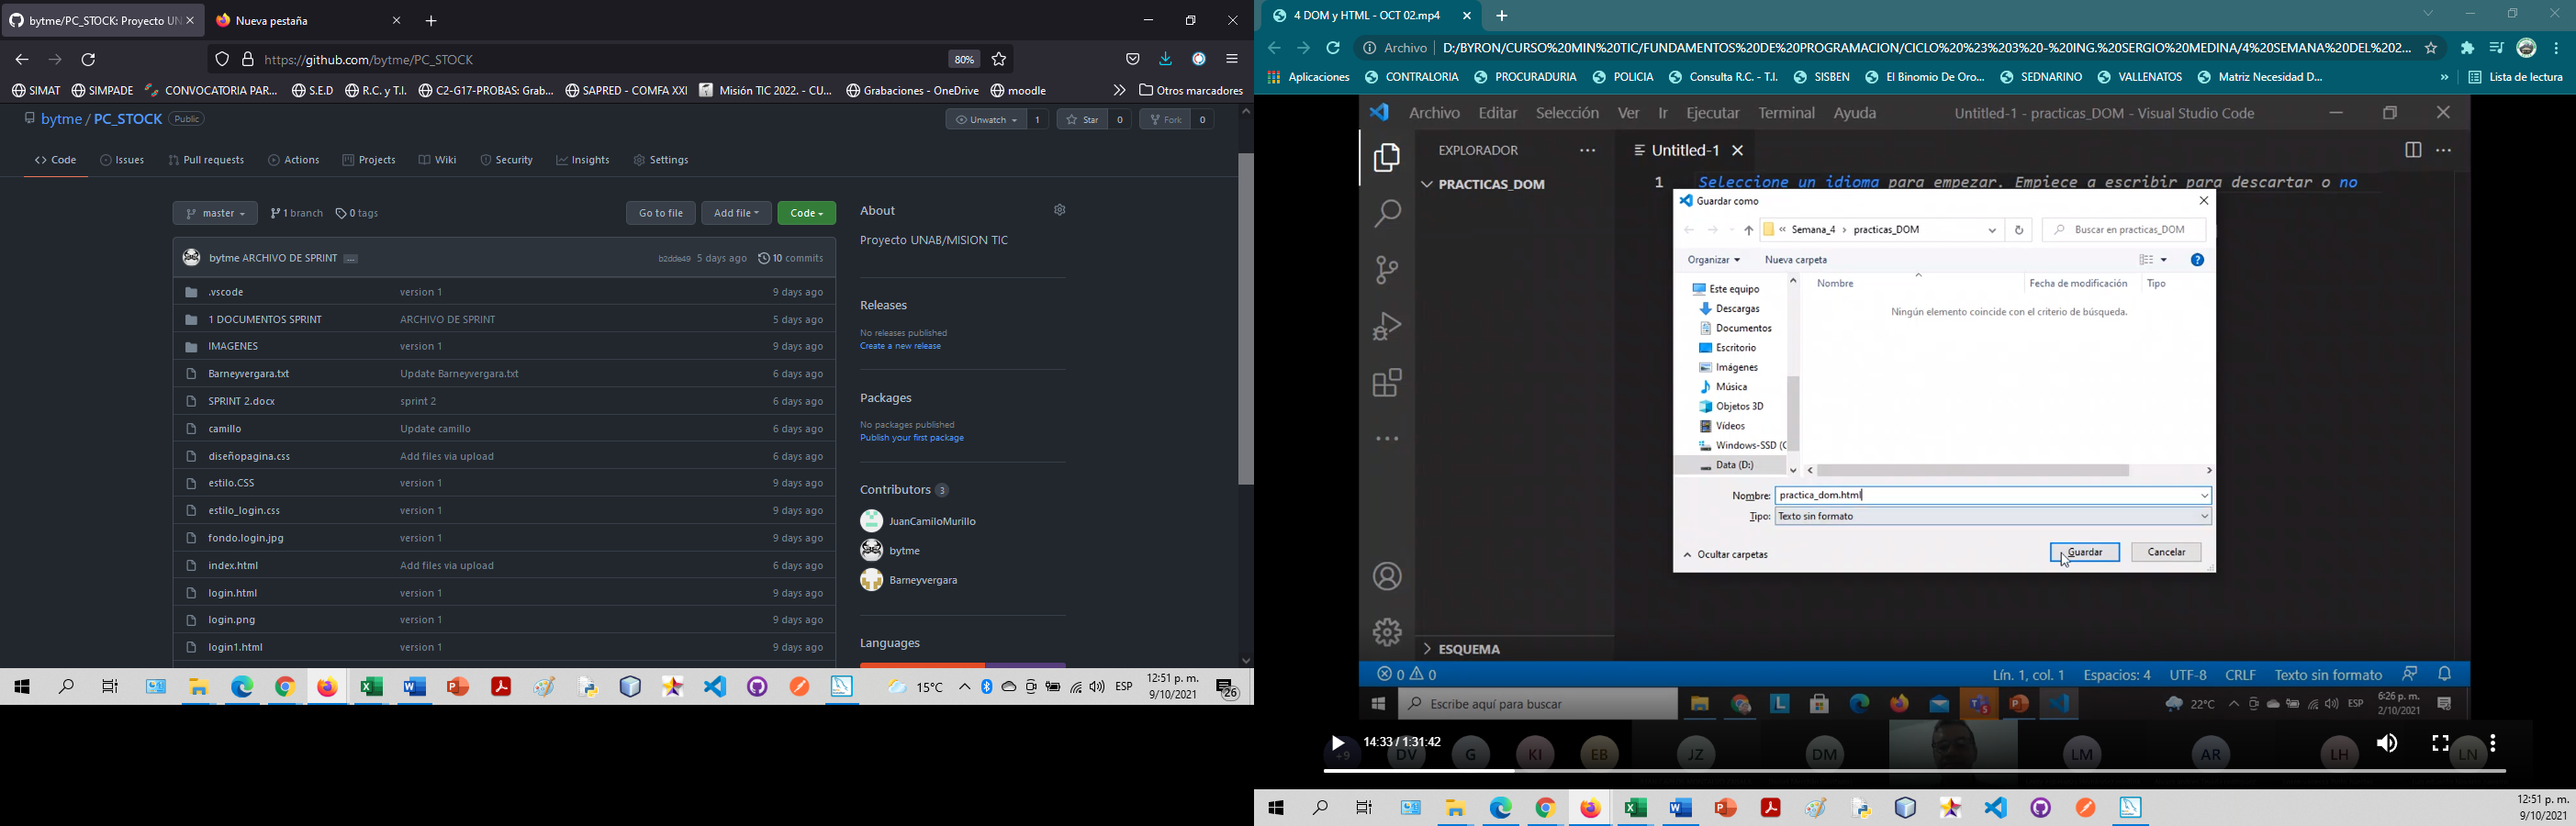 bytme/PC_STOCK: Proyecto UN
Nueva pestaña
https://github.com/bytme/PC_STOCK
80%
SIMAT
SIMPADE
CONVOCATORIA PAR...
S.E.D
R.C. y T.I.
C2-G17-PROBAS: Grab...
SAPRED - COMFA XXI
Misión TIC 2022. - CU...
Grabaciones - OneDrive
moodle
Otros marcadores
bytme / PC_STOCK Public
Unwatch 1
Star 0
Fork 0
Code
Issues
Pull requests
Actions
Projects
Wiki
Security
Insights
Settings
master
1 branch
0 tags
Go to file
Add file
Code
bytme ARCHIVO DE SPRINT ...
b2dde49 5 days ago
10 commits
.vscode version 1 9 days ago
1 DOCUMENTOS SPRINT ARCHIVO DE SPRINT 5 days ago
IMAGENES version 1 9 days ago
Barneyvergara.txt Update Barneyvergara.txt 6 days ago
SPRINT 2.docx sprint 2 6 days ago
camillo Update camillo 6 days ago
diseñopagina.css Add files via upload 6 days ago
estilo.CSS version 1 9 days ago
estilo_login.css version 1 9 days ago
fondo.login.jpg version 1 9 days ago
index.html Add files via upload 6 days ago
login.html version 1 9 days ago
login.png version 1 9 days ago
login1.html version 1 9 days ago
About
Proyecto UNAB/MISION TIC
Releases
No releases published
Create a new release
Packages
No packages published
Publish your first package
Contributors 3
JuanCamiloMurillo
bytme
Barneyvergara
Languages
15°C
ESP
12:51 p. m.
9/10/2021
26
4 DOM y HTML - OCT 02.mp4
Archivo
D:/BYRON/CURSO%20MIN%20TIC/FUNDAMENTOS%20DE%20PROGRAMACION/CICLO%20%23%203%20-%20ING.%20SERGIO%20MEDINA/4%20SEMANA%20DEL%202...
Aplicaciones
CONTRALORIA
PROCURADURIA
POLICIA
Consulta R.C. - T.I.
SISBEN
El Binomio De Oro...
SEDNARINO
VALLENATOS
Matriz Necesidad D...
Lista de lectura
Archivo
Editar
Selección
Ver
Ir
Ejecutar
Terminal
Ayuda
Untitled-1 - practicas_DOM - Visual Studio Code
EXPLORADOR
Untitled-1
PRACTICAS_DOM
1 Seleccione un idioma para empezar. Empiece a escribir para descartar o no
Guardar como
« Semana_4 › practicas_DOM
Buscar en practicas_DOM
Organizar
Nueva carpeta
Este equipo
Descargas
Documentos
Escritorio
Imágenes
Música
Objetos 3D
Vídeos
Windows-SSD (C
Data (D:)
Nombre
Fecha de modificación
Tipo
Ningún elemento coincide con el criterio de búsqueda.
Nombre: practica_dom.html
Tipo: Texto sin formato
Ocultar carpetas
Guardar
Cancelar
ESQUEMA
0 0
Lín. 1, col. 1
Espacios: 4
UTF-8
CRLF
Texto sin formato
Escribe aquí para buscar
22°C
ESP
6:26 p. m.
2/10/2021
14:33 / 1:31:42
+9
DV
G
KI
EB
JZ
DM
LM
AR
LH
LN
12:51 p. m.
9/10/2021